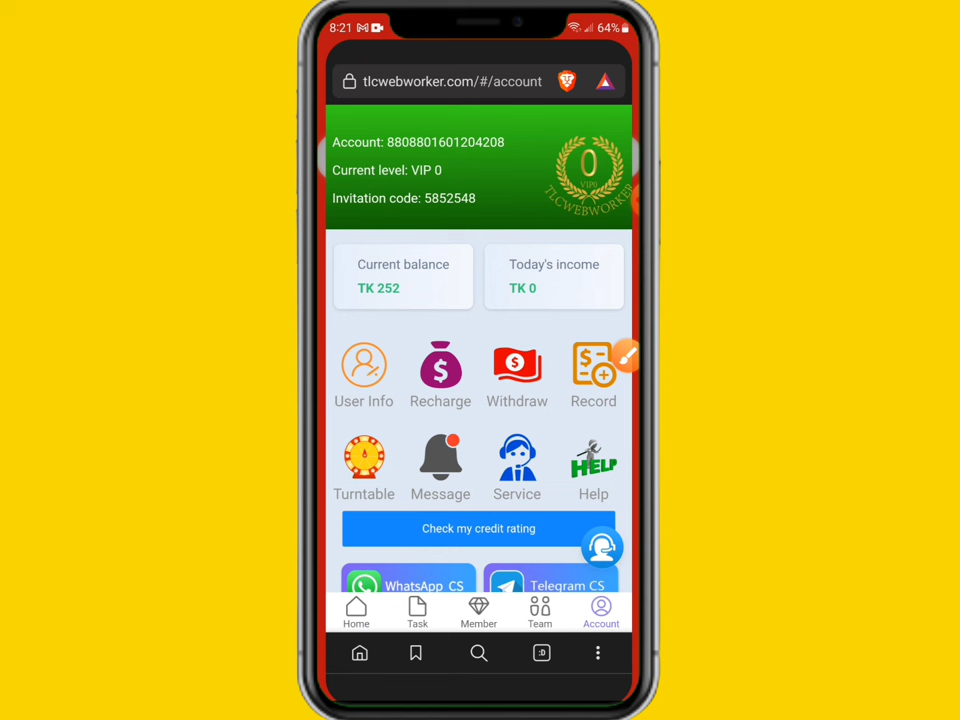 8:21
64%
tlcwebworker.com/#/account
Account: 8808801601204208
Current level: VIP 0
Invitation code: 5852548
0
VIP0
TLCWEBWORKER
Current balance
Today's income
TK 252
TK 0
User Info
Recharge
Withdraw
Record
HELP
Turntable
Message
Service
Help
Check my credit rating
WhatsApp CS
Telegram CS
Home
Task
Member
Team
Account
:D